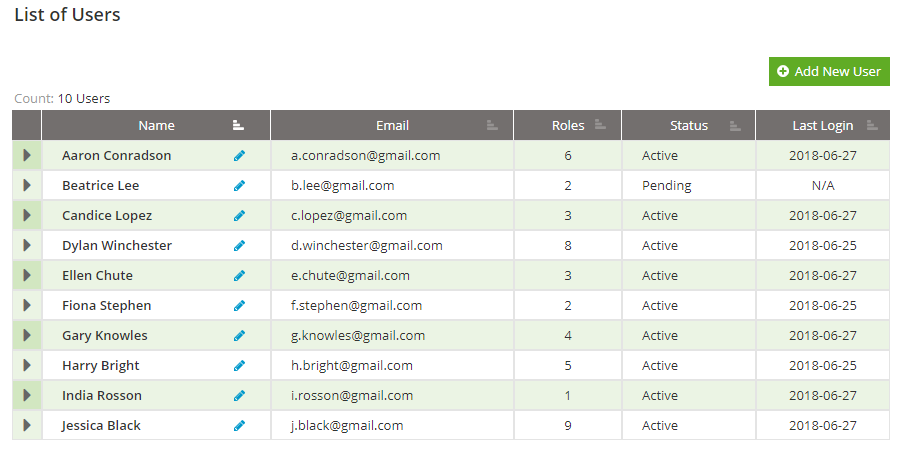 List of Users
Add New User
Count: 10 Users
Name Email Roles Status Last Login
Aaron Conradson a.conradson@gmail.com 6 Active 2018-06-27
Beatrice Lee b.lee@gmail.com 2 Pending N/A
Candice Lopez c.lopez@gmail.com 3 Active 2018-06-27
Dylan Winchester d.winchester@gmail.com 8 Active 2018-06-25
Ellen Chute e.chute@gmail.com 3 Active 2018-06-27
Fiona Stephen f.stephen@gmail.com 2 Active 2018-06-25
Gary Knowles g.knowles@gmail.com 4 Active 2018-06-27
Harry Bright h.bright@gmail.com 5 Active 2018-06-25
India Rosson i.rosson@gmail.com 1 Active 2018-06-27
Jessica Black j.black@gmail.com 9 Active 2018-06-27